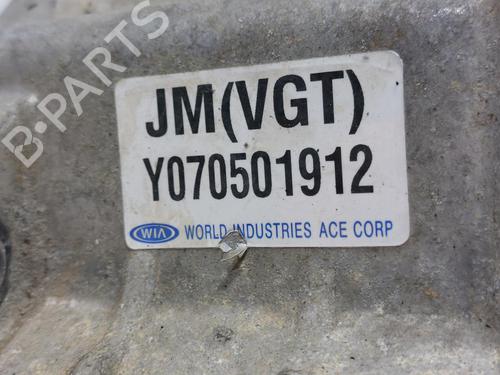 JM(VGT)
Y070501912
WIA WORLD INDUSTRIES ACE CORP
B-PARTS